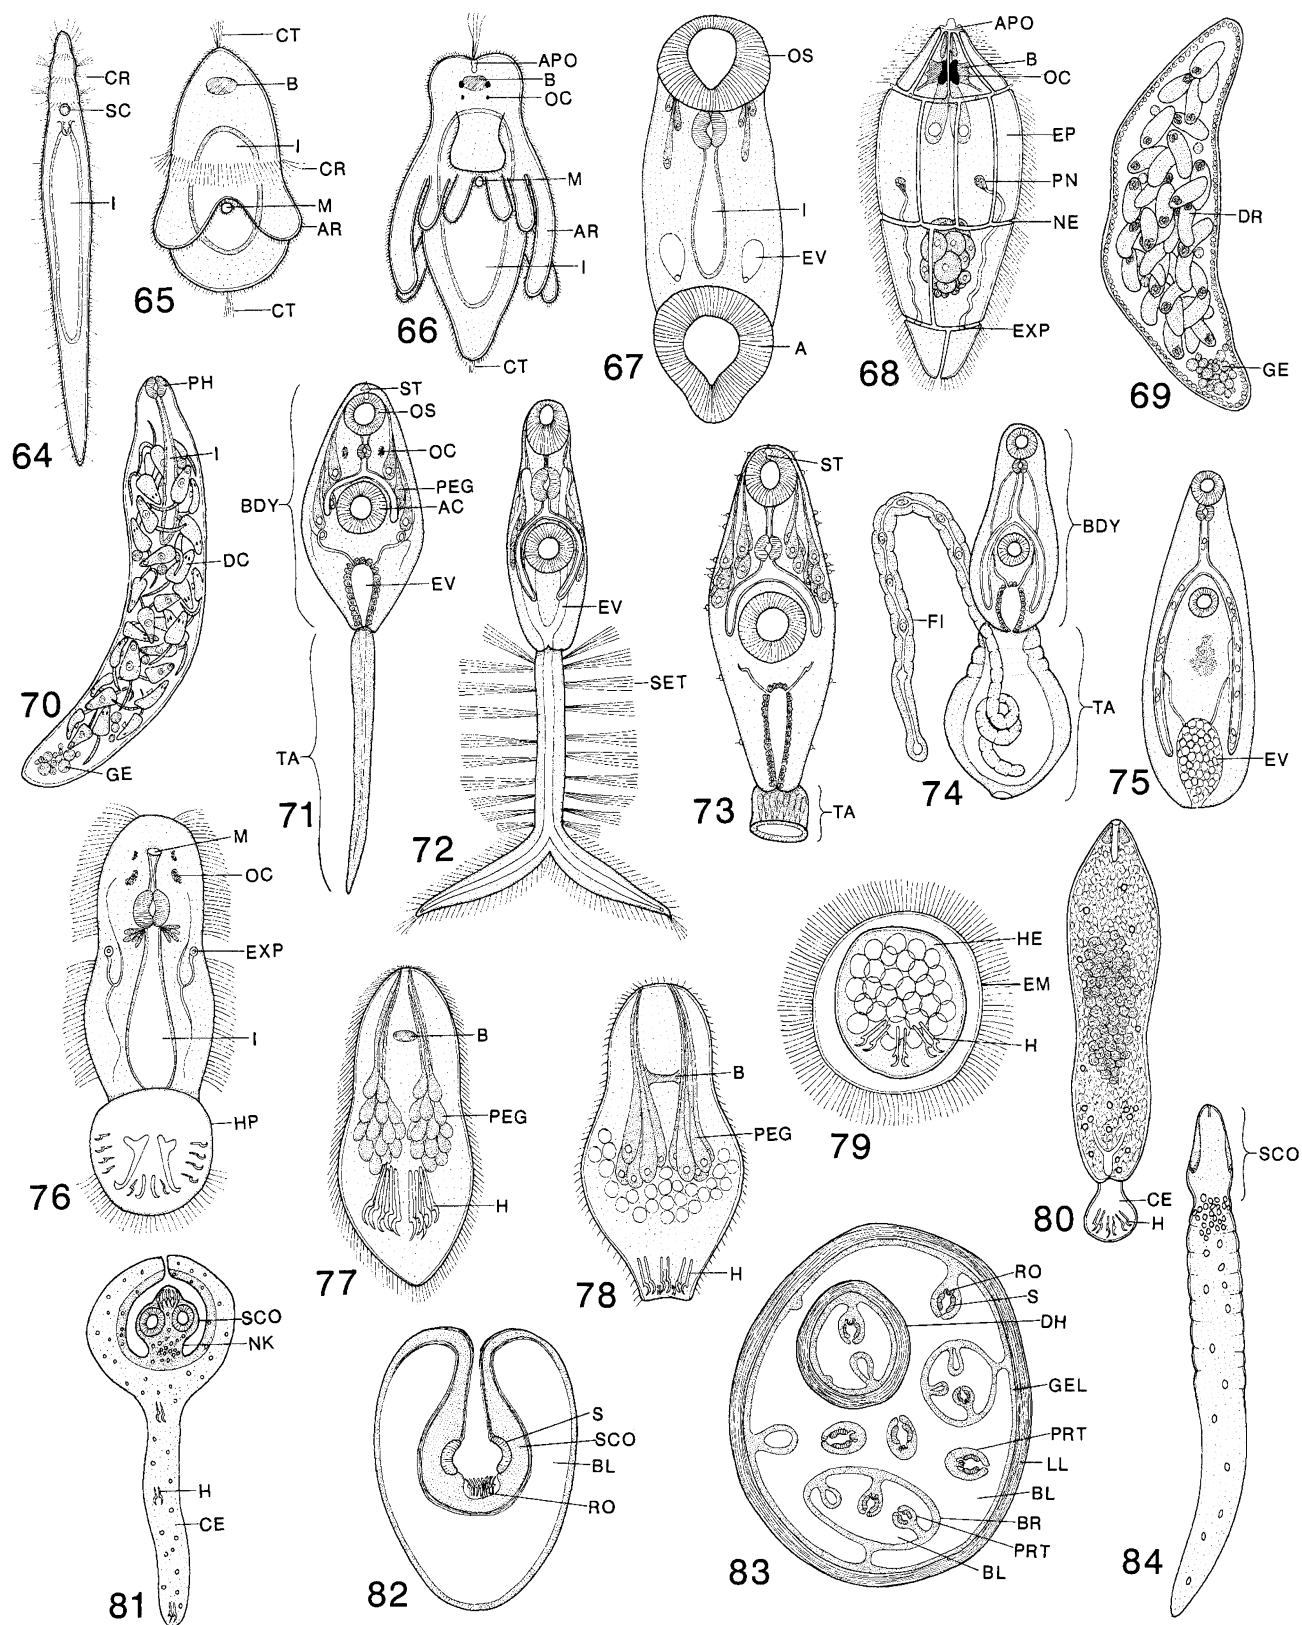 CT
CR
SC
I
64
CT
B
I
CR
M
AR
CT
65
APO
B
OC
M
AR
I
CT
66
OS
I
EV
A
67
APO
B
OC
EP
PN
NE
EXP
68
DR
GE
69
PH
I
DC
GE
70
ST
OS
OC
PEG
AC
BDY
EV
TA
71
EV
SET
72
ST
TA
73
BDY
FI
TA
74
EV
75
M
OC
EXP
I
HP
76
B
PEG
H
77
B
PEG
H
78
HE
EM
H
79
CE
H
80
SCO
NK
H
CE
81
S
SCO
BL
RO
82
RO
S
DH
GEL
PRT
LL
BL
BR
PRT
BL
83
SCO
84